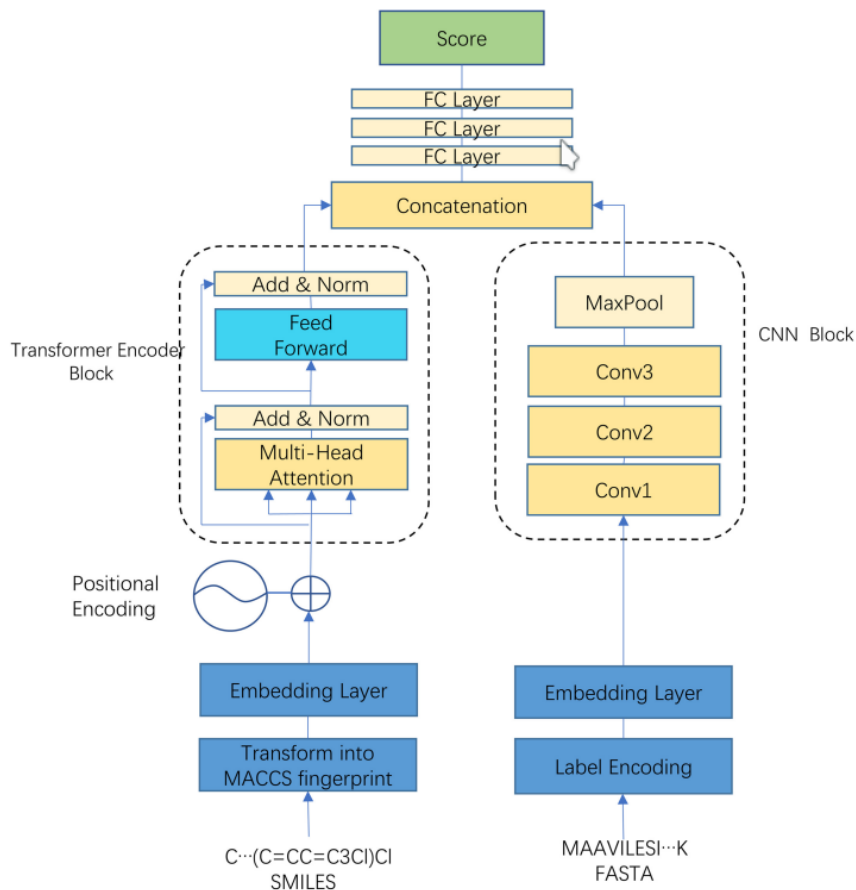 Score
FC Layer
FC Layer
FC Layer
Concatenation
Add & Norm
Feed
Forward
Transformer Encoder
Block
Add & Norm
Multi-Head
Attention
MaxPool
CNN Block
Conv3
Conv2
Conv1
Positional
Encoding
Embedding Layer
Transform into
MACCS fingerprint
C···(C=CC=C3Cl)Cl
SMILES
Embedding Layer
Label Encoding
MAAVILESI···K
FASTA